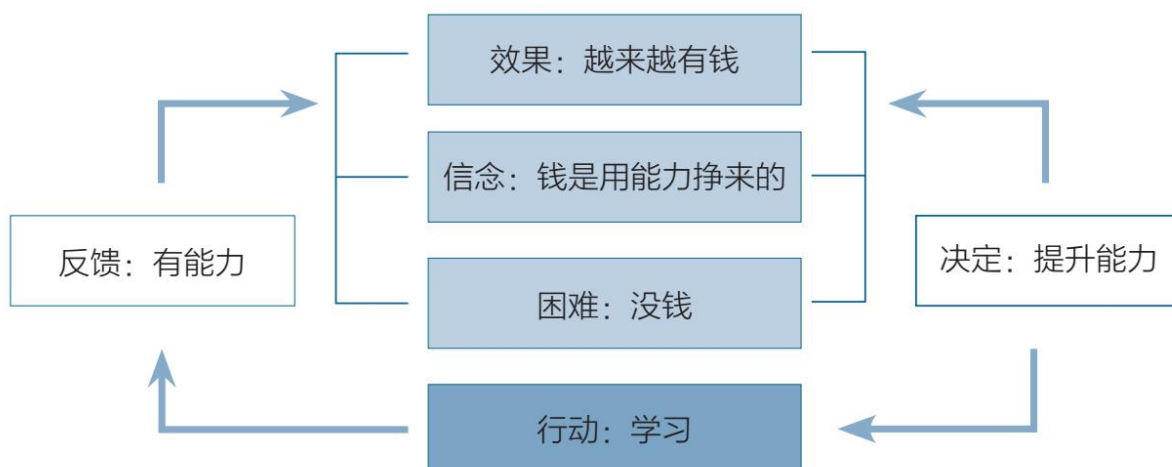 效果：越来越有钱
信念：钱是用能力挣来的
反馈：有能力
决定：提升能力
困难：没钱
行动：学习